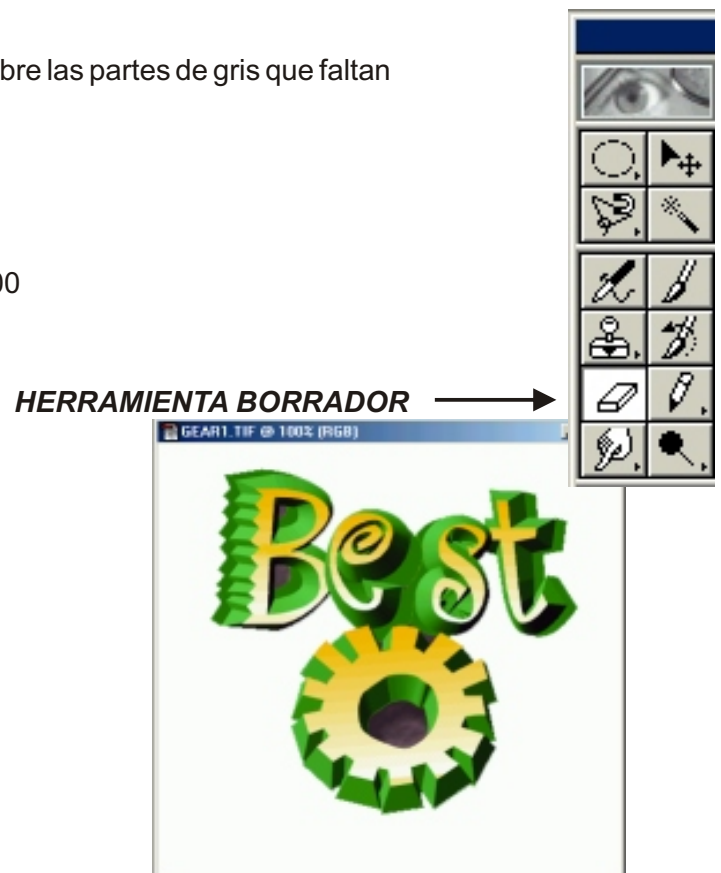 bre las partes de gris que faltan
00
HERRAMIENTA BORRADOR
GEAR1.TIF @ 100% (RGB)
Best